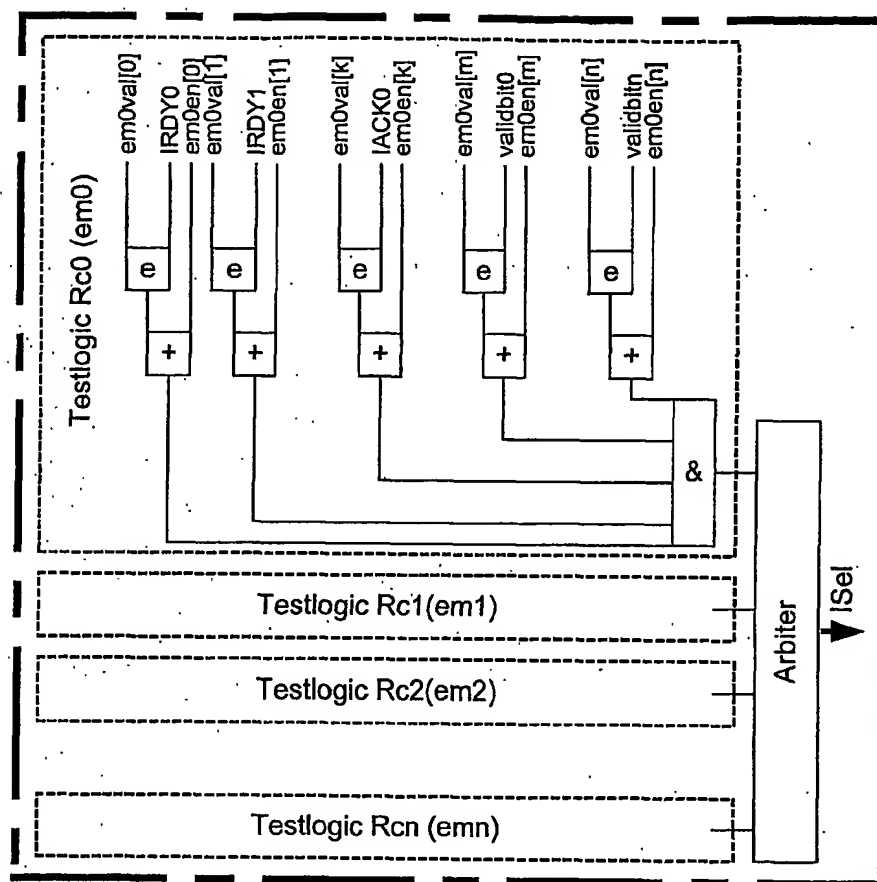 Testlogic Rc0 (em0)
em0val[0]
IRDY0
em0en[0]
em0val[1]
IRDY1
em0en[1]
em0val[k]
IACK0
em0en[k]
em0val[m]
validbit0
em0en[m]
em0val[n]
validbitn
em0en[n]
e
e
e
e
e
+
+
+
+
+
&
Testlogic Rc1(em1)
Testlogic Rc2(em2)
Testlogic Rcn (emn)
Arbiter
ISel